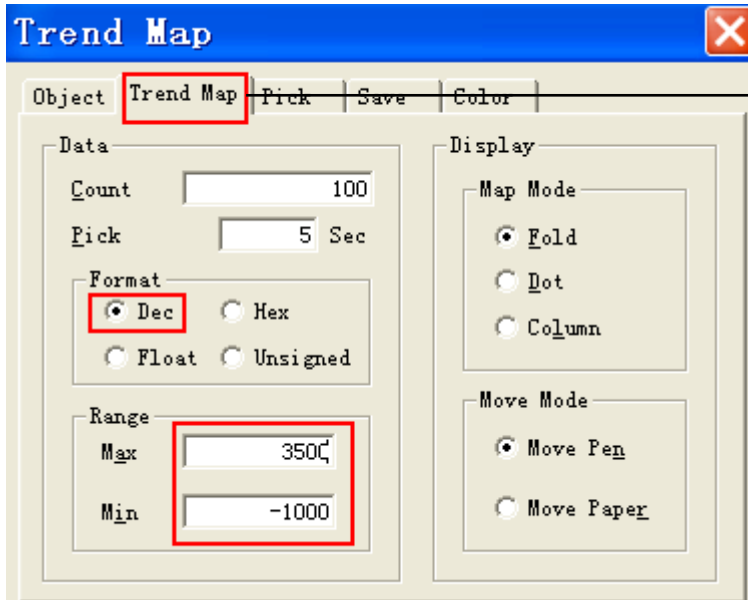 Trend Map
Object Trend Map Pick Save Color
Data
Count 100
Pick 5 Sec
Format
Dec Hex
Float Unsigned
Range
Max 3500
Min -1000
Display
Map Mode
Fold
Dot
Column
Move Mode
Move Pen
Move Paper